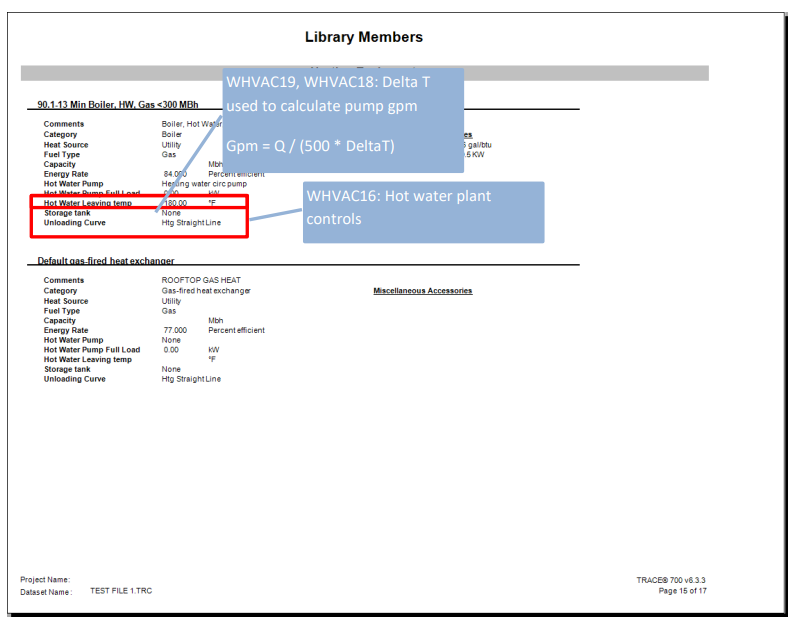 Library Members
WHVAC19, WHVAC18: Delta T
used to calculate pump gpm
Gpm = Q / (500 * DeltaT)
90.1-13 Min Boiler, HW, Gas <300 MBh
Comments Boiler, Hot Water
Category Boiler
Heat Source Utility gal/btu
Fuel Type Gas .5 KW
Capacity Mbh
Energy Rate 84.000 Percent efficient
Hot Water Pump Heating water circ pump
Hot Water Pump Full Load 0.00 kW
Hot Water Leaving temp 180.00 °F
Storage tank None
Unloading Curve Htg Straight Line
WHVAC16: Hot water plant
controls
Default gas-fired heat exchanger
Comments ROOFTOP GAS HEAT
Category Gas-fired heat exchanger Miscellaneous Accessories
Heat Source Utility
Fuel Type Gas
Capacity Mbh
Energy Rate 77.000 Percent efficient
Hot Water Pump None
Hot Water Pump Full Load 0.00 kW
Hot Water Leaving temp °F
Storage tank None
Unloading Curve Htg Straight Line
Project Name: TRACE® 700 v6.3.3
Dataset Name: TEST FILE 1.TRC Page 15 of 17